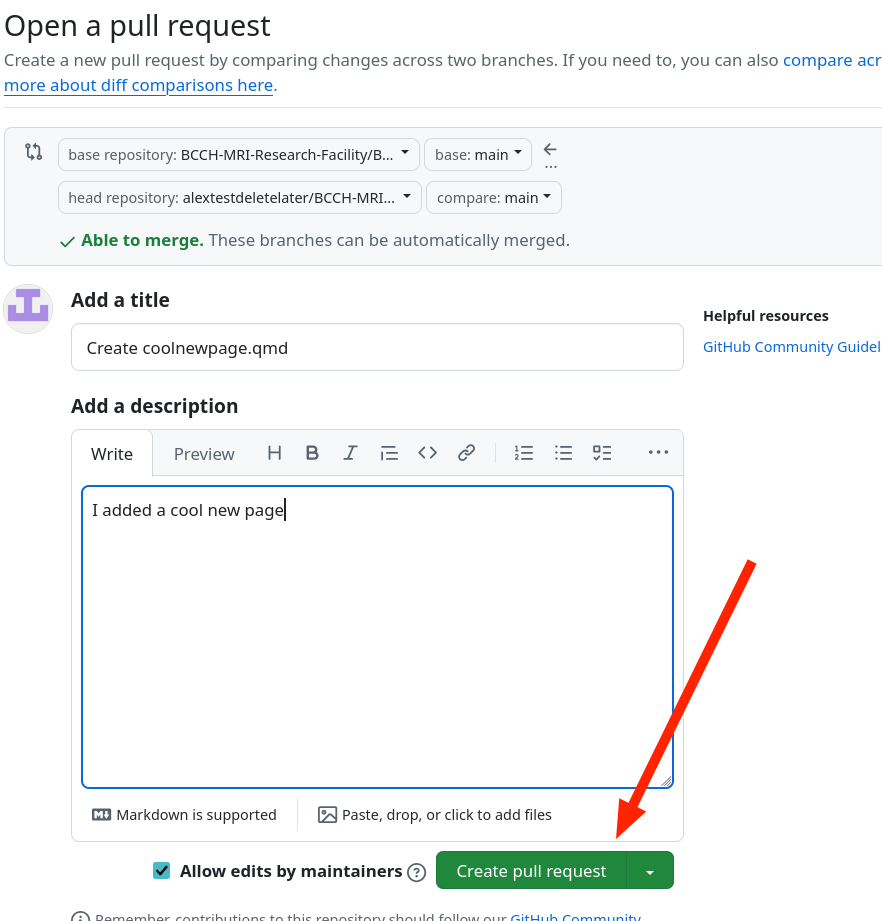 Open a pull request
Create a new pull request by comparing changes across two branches. If you need to, you can also compare acr
more about diff comparisons here.
base repository: BCCH-MRI-Research-Facility/B... base: main
...
head repository: alextestdeletelater/BCCH-MRI... compare: main
Able to merge. These branches can be automatically merged.
Add a title
Helpful resources
Create coolnewpage.qmd
GitHub Community Guidel
Add a description
Write Preview
I added a cool new page
Markdown is supported Paste, drop, or click to add files
Allow edits by maintainers Create pull request
Remember, contributions to this repository should follow our GitHub Community